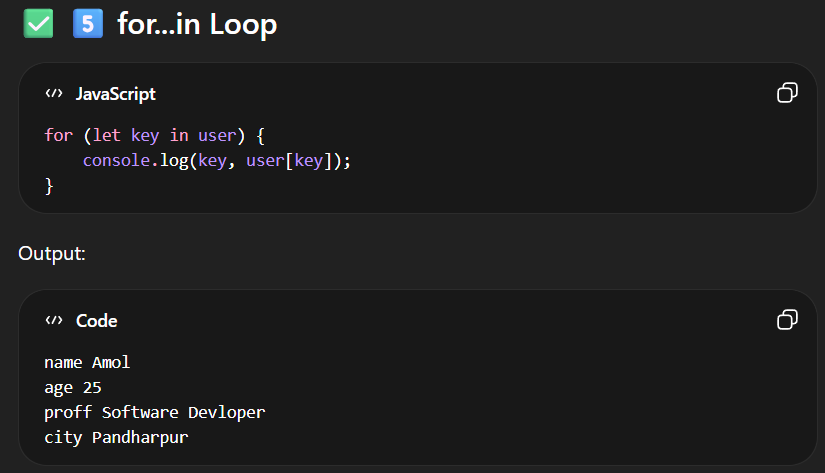 ✅ 5️⃣ for...in Loop
</> JavaScript
for (let key in user) {
    console.log(key, user[key]);
}
Output:
</> Code
name Amol
age 25
proff Software Devloper
city Pandharpur